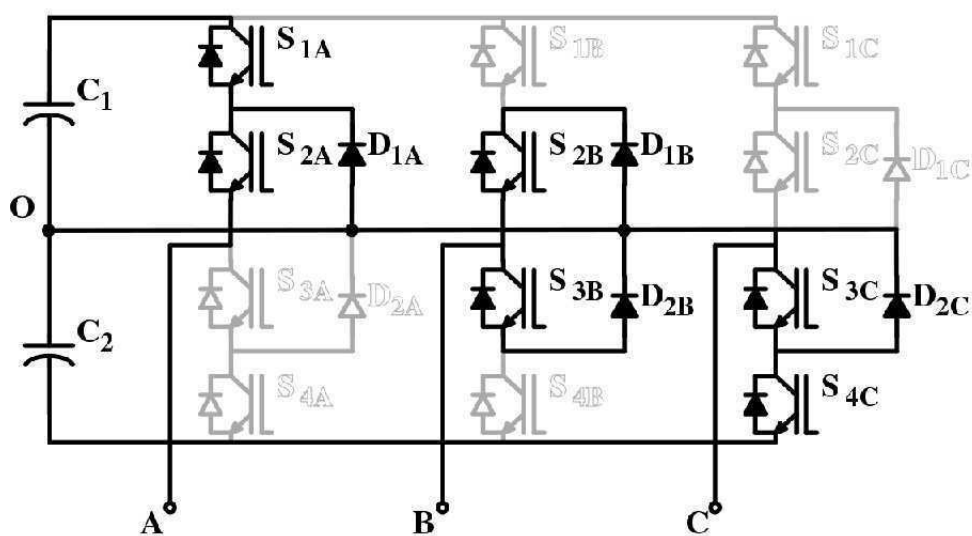 S1A
S1B
S1C
C1
S2A
D1A
S2B
D1B
S2C
D1C
O
S3A
D2A
S3B
D2B
S3C
D2C
C2
S4A
S4B
S4C
A
B
C